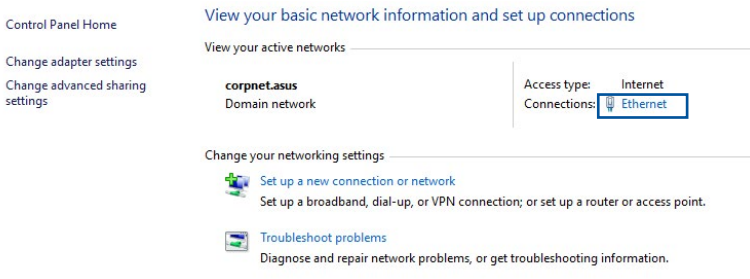 View your basic network information and set up connections
Control Panel Home
Change adapter settings
Change advanced sharing
settings
View your active networks
corpnet.asus
Domain network
Access type: Internet
Connections: Ethernet
Change your networking settings
Set up a new connection or network
Set up a broadband, dial-up, or VPN connection; or set up a router or access point.
Troubleshoot problems
Diagnose and repair network problems, or get troubleshooting information.